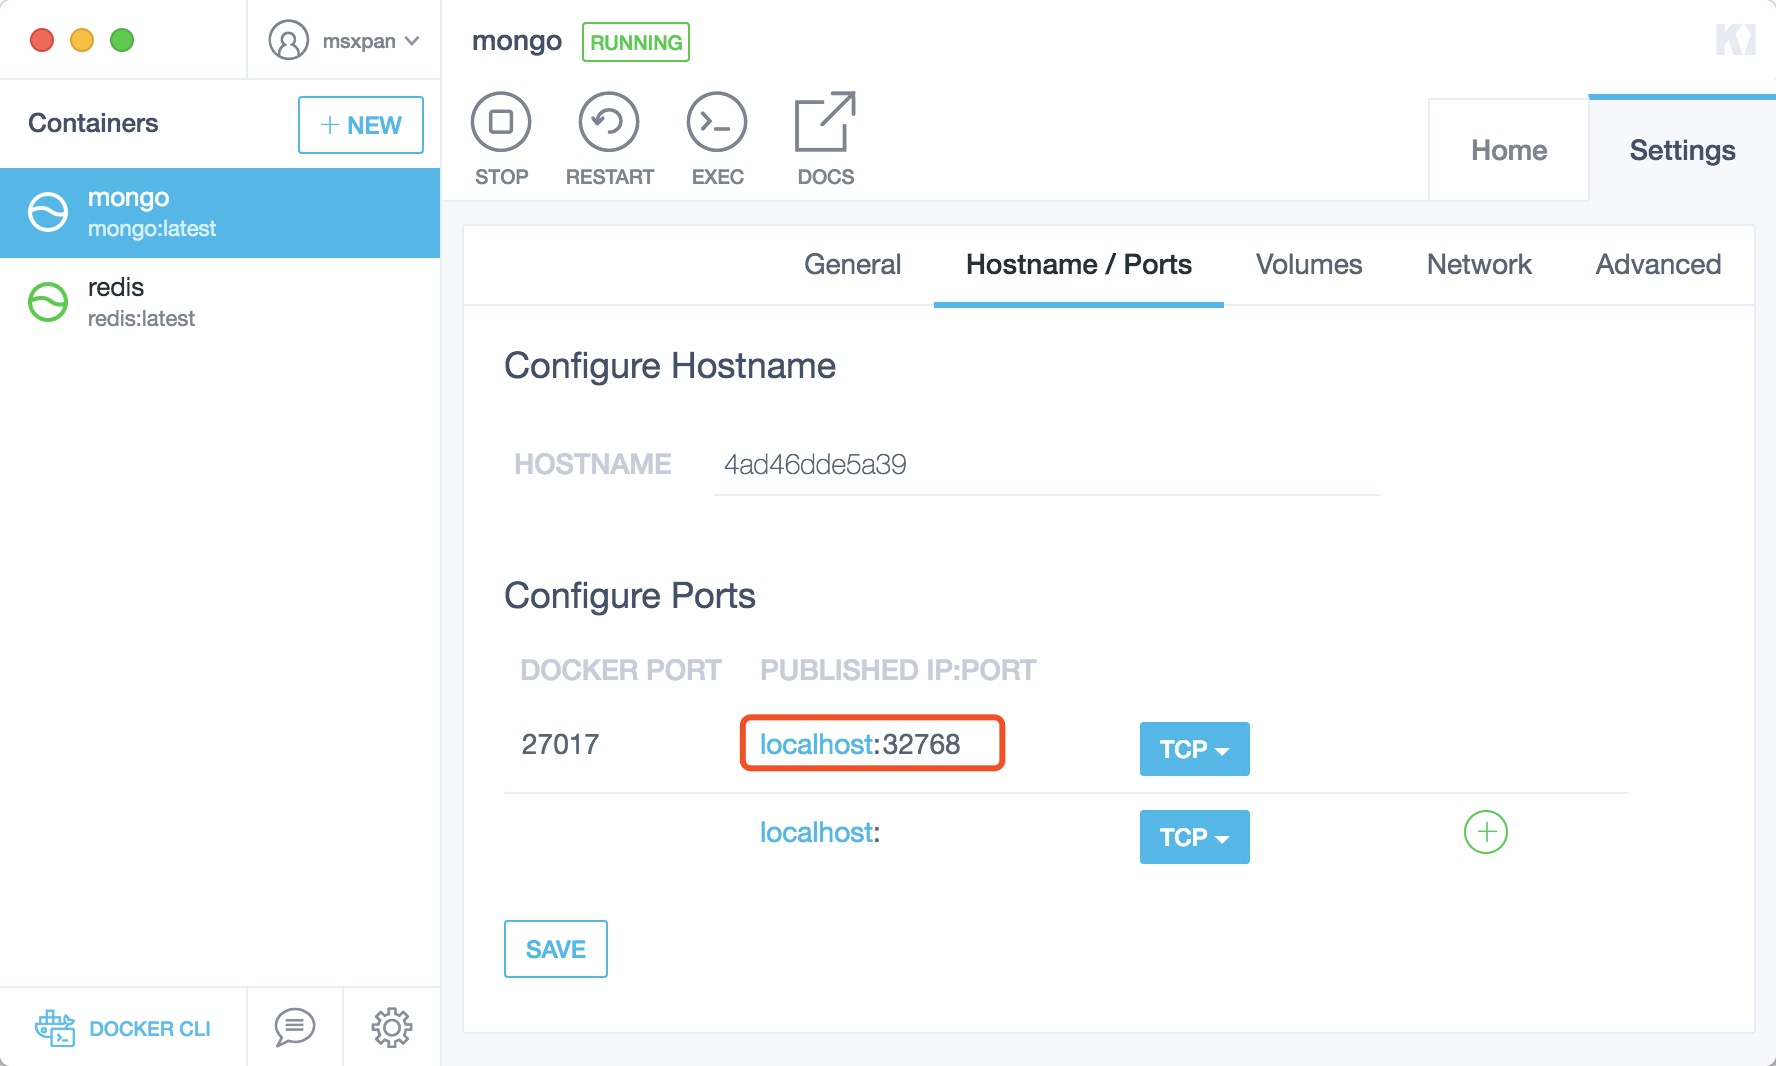 msxpan
mongo RUNNING
Containers
+ NEW
mongo
mongo:latest
redis
redis:latest
STOP RESTART EXEC DOCS
Home Settings
General Hostname / Ports Volumes Network Advanced
Configure Hostname
HOSTNAME 4ad46dde5a39
Configure Ports
DOCKER PORT PUBLISHED IP:PORT
27017 localhost:32768 TCP
localhost: TCP
SAVE
DOCKER CLI